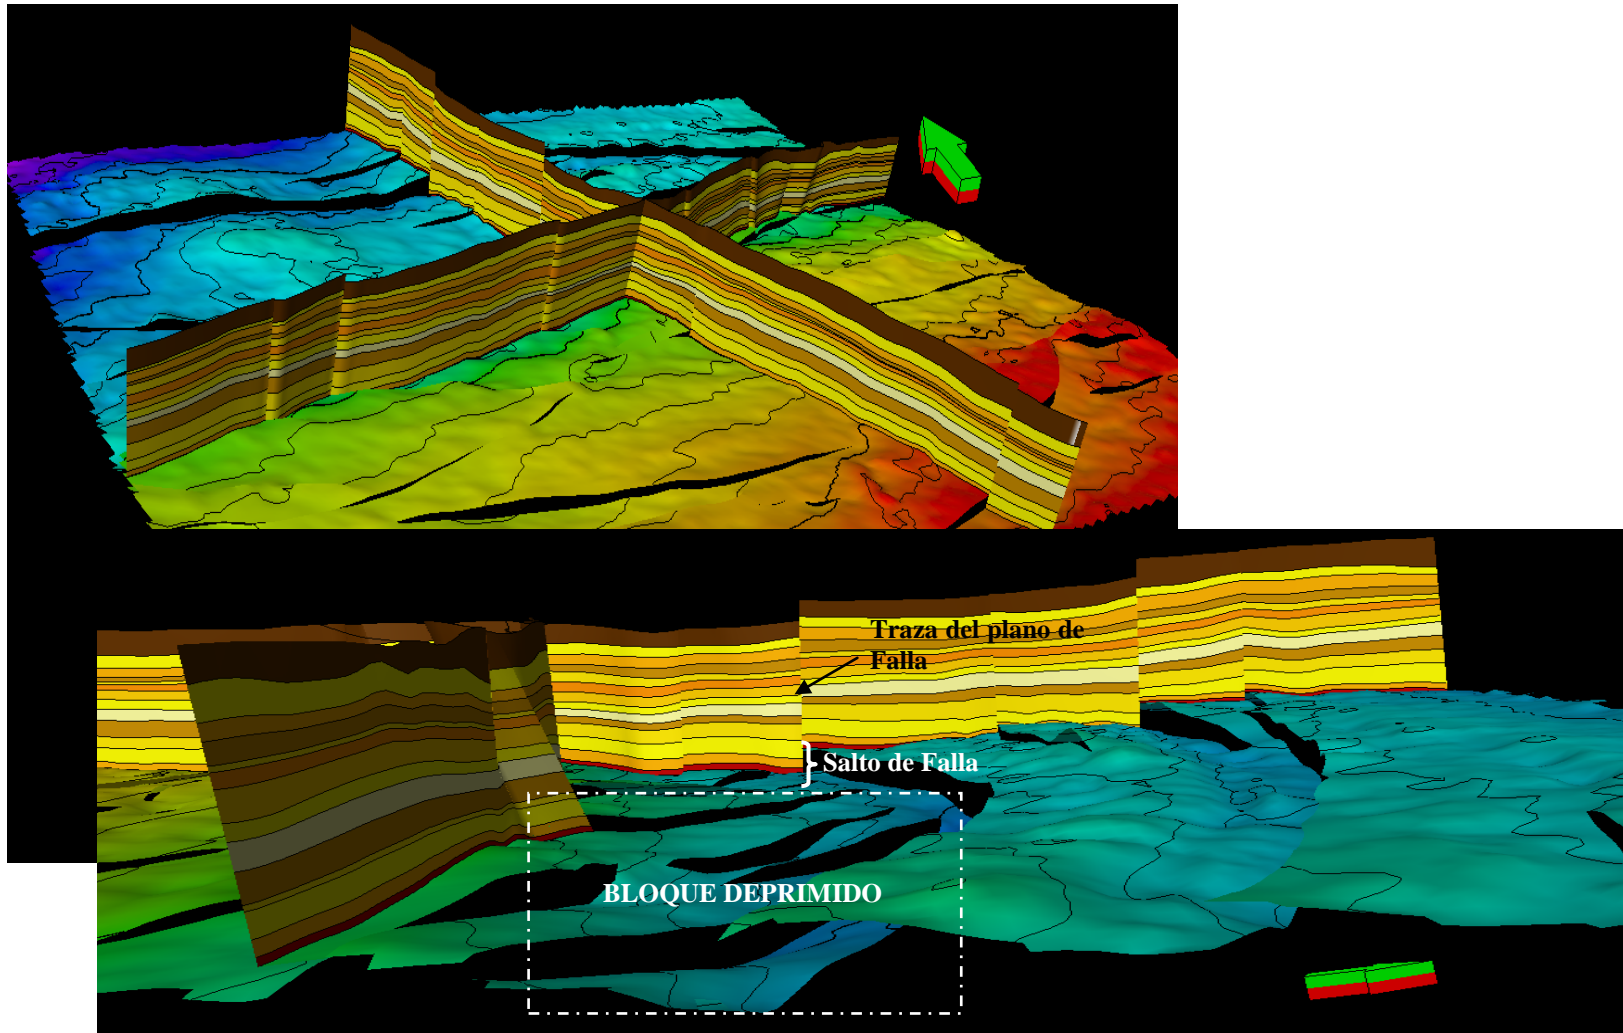 Traza del plano de
Falla
Salto de Falla
BLOQUE DEPRIMIDO